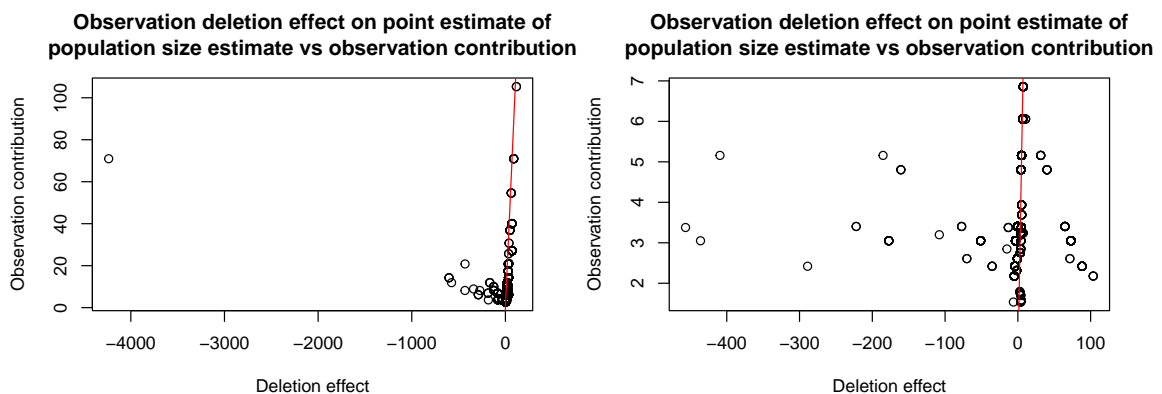 Observation deletion effect on point estimate of
population size estimate vs observation contribution
Observation contribution
100
80
60
40
20
0
−4000
−3000
−2000
−1000
0
Deletion effect
Observation deletion effect on point estimate of
population size estimate vs observation contribution
Observation contribution
7
6
5
4
3
2
−400
−300
−200
−100
0
100
Deletion effect